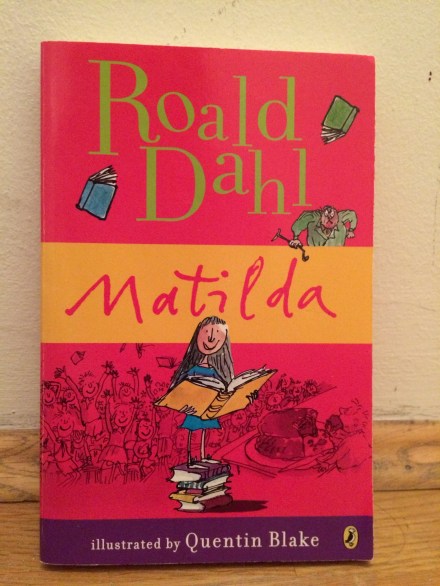 Roald
Dahl
Matilda
illustrated by Quentin Blake